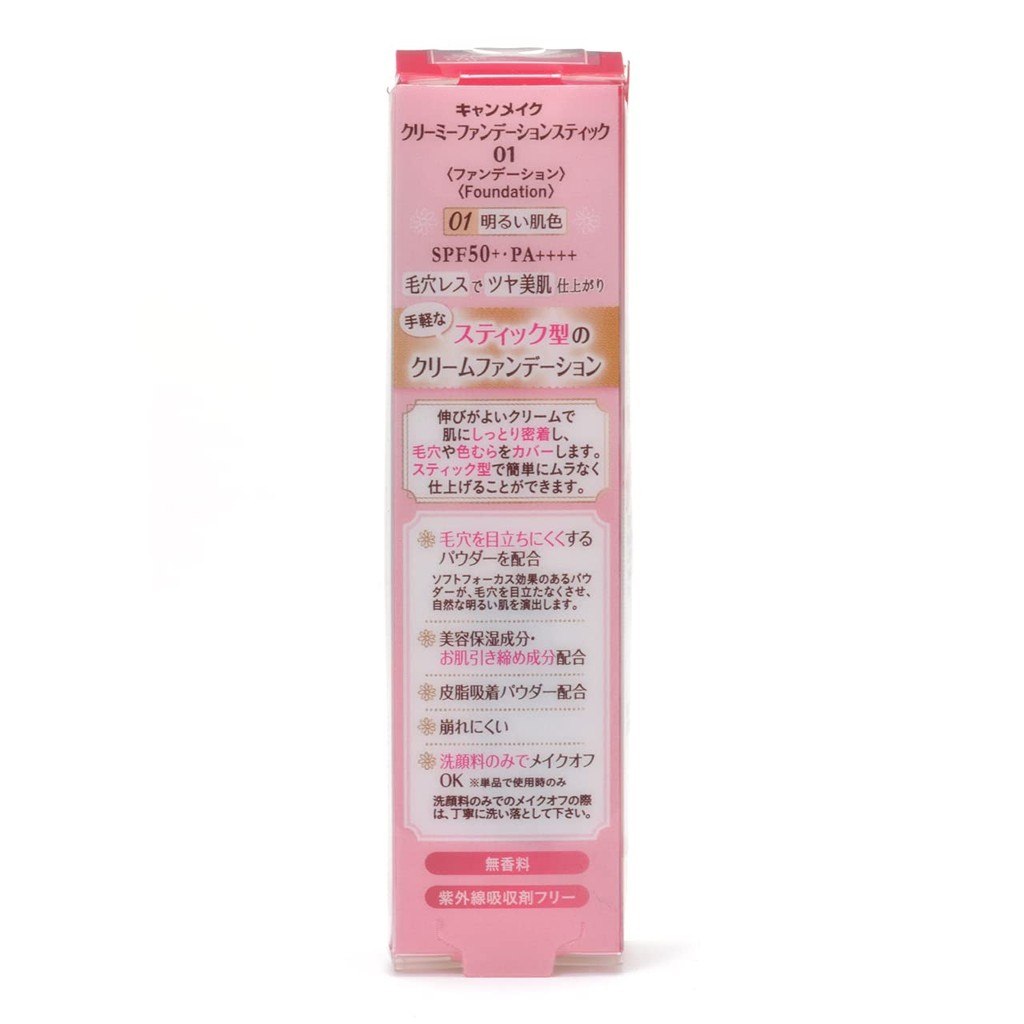 キャンメイク
クリーミーファンデーションスティック
01
〈ファンデーション〉
〈Foundation〉
01 明るい肌色
SPF50+・PA++++
毛穴レスでツヤ美肌仕上がり
手軽な
スティック型の
クリームファンデーション
伸びがよいクリームで
肌にしっとり密着し、
毛穴や色むらをカバーします。
スティック型で簡単にムラなく
仕上げることができます。
毛穴を目立ちにくくする
パウダーを配合
ソフトフォーカス効果のあるパウ
ダーが、毛穴を目立たなくさせ、
自然な明るい肌を演出します。
美容保湿成分・
お肌引き締め成分配合
皮脂吸着パウダー配合
崩れにくい
洗顔料のみでメイクオフ
OK ※単品で使用時のみ
洗顔料のみでのメイクオフの際
は、丁寧に洗い落として下さい。
無香料
紫外線吸収剤フリー